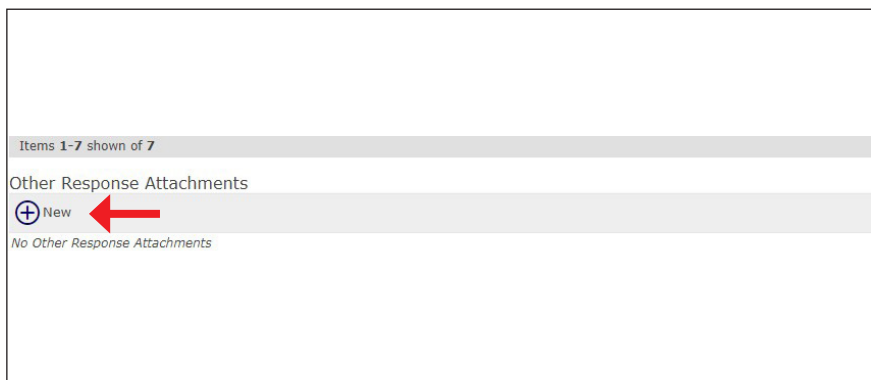 Items 1-7 shown of 7
Other Response Attachments
New
No Other Response Attachments